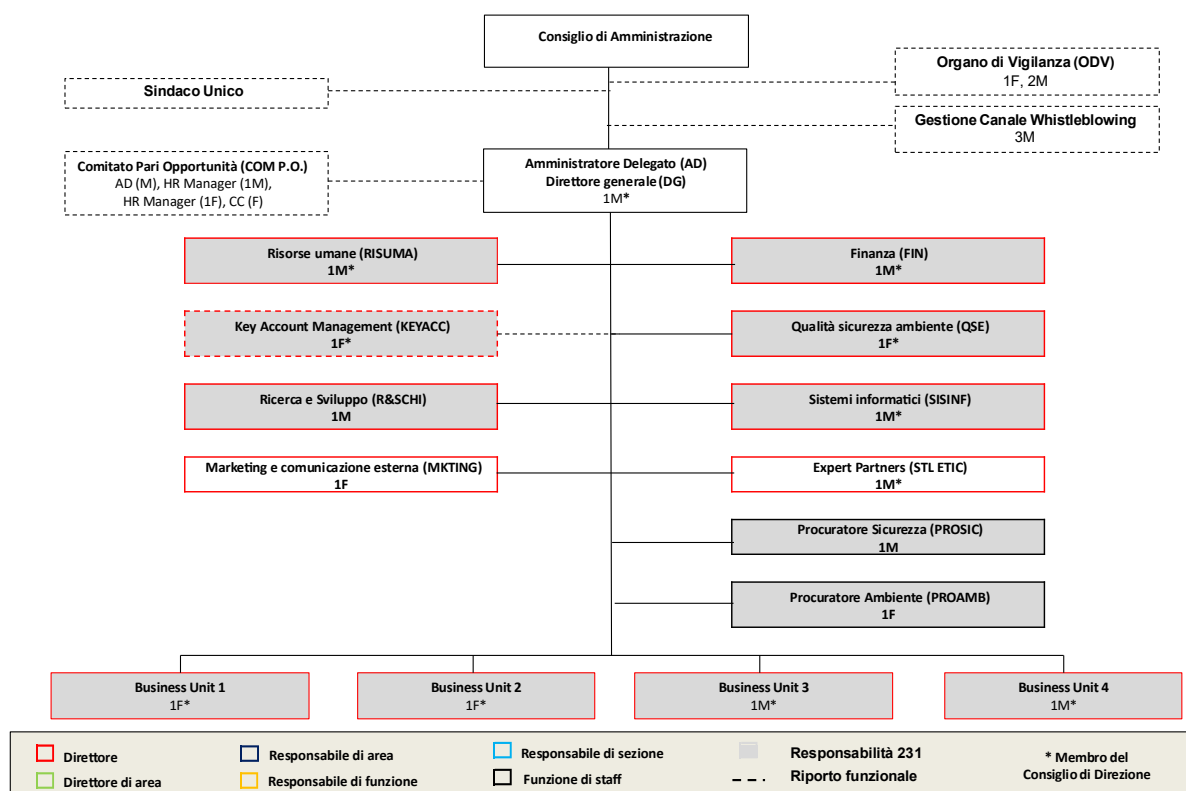 Consiglio di Amministrazione
Organo di Vigilanza (ODV)
1F, 2M
Sindaco Unico
Gestione Canale Whistleblowing
3M
Comitato Pari Opportunità (COM P.O.)
AD (M), HR Manager (1M),
HR Manager (1F), CC (F)
Amministratore Delegato (AD)
Direttore generale (DG)
1M*
Risorse umane (RISUMA)
1M*
Finanza (FIN)
1M*
Key Account Management (KEYACC)
1F*
Qualità sicurezza ambiente (QSE)
1F*
Ricerca e Sviluppo (R&SCHI)
1M
Sistemi informatici (SISINF)
1M*
Marketing e comunicazione esterna (MKTING)
1F
Expert Partners (STL ETIC)
1M*
Procuratore Sicurezza (PROSIC)
1M
Procuratore Ambiente (PROAMB)
1F
Business Unit 1
1F*
Business Unit 2
1F*
Business Unit 3
1M*
Business Unit 4
1M*
Direttore
Responsabile di area
Responsabile di sezione
Responsabilità 231
* Membro del
Consiglio di Direzione
Direttore di area
Responsabile di funzione
Funzione di staff
Riporto funzionale